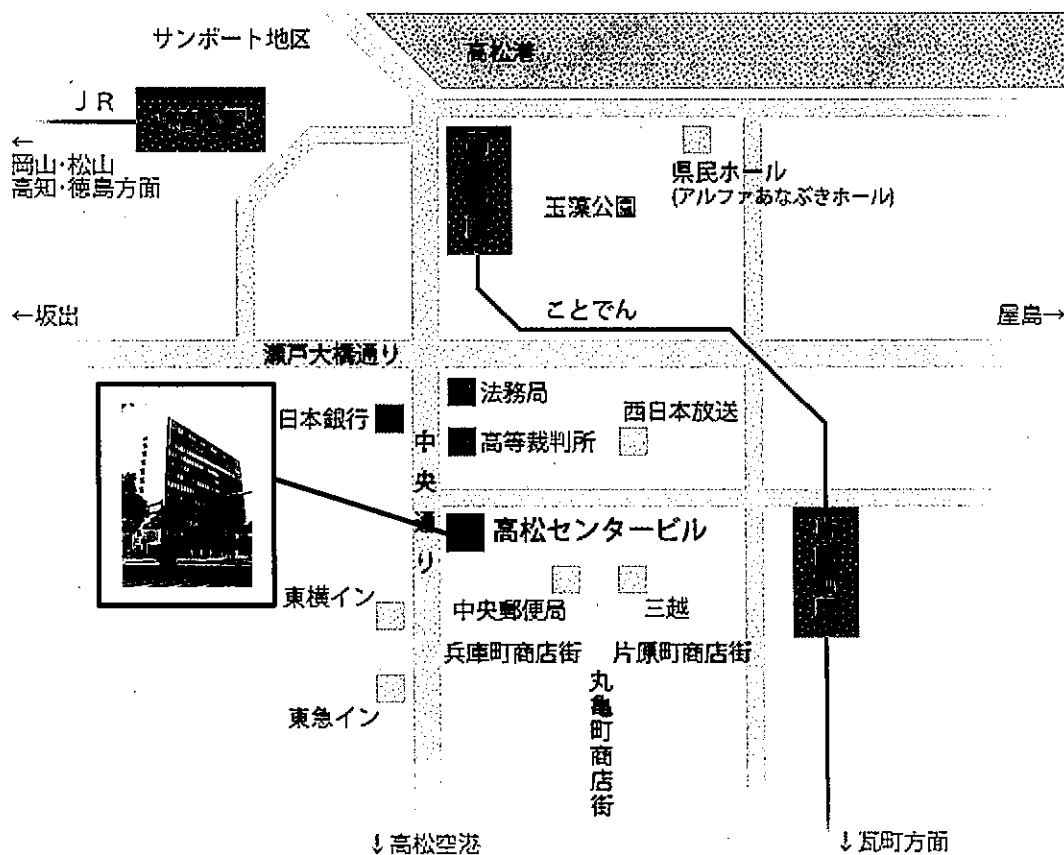 サンポート地区
高松港
JR
←
岡山・松山
高知・徳島方面
県民ホール
(アルファあなぶきホール)
玉藻公園
←坂出
ことでん
屋島→
瀬戸大橋通り
法務局
西日本放送
日本銀行
高等裁判所
中央通り
高松センタービル
東横イン
中央郵便局
三越
兵庫町商店街
片原町商店街
丸亀町商店街
東急イン
↓高松空港
↓瓦町方面